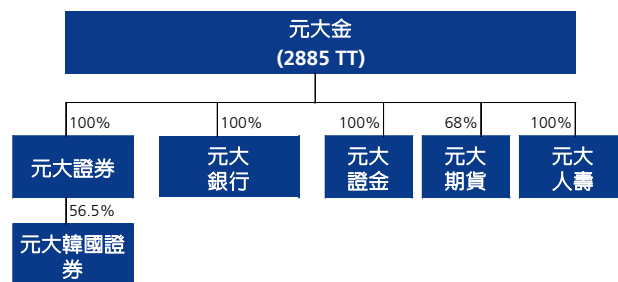 元大金
(2885 TT)
100%
100%
100%
68%
100%
元大證券
元大
銀行
元大
證金
元大
期貨
元大
人壽
56.5%
元大韓國證
券